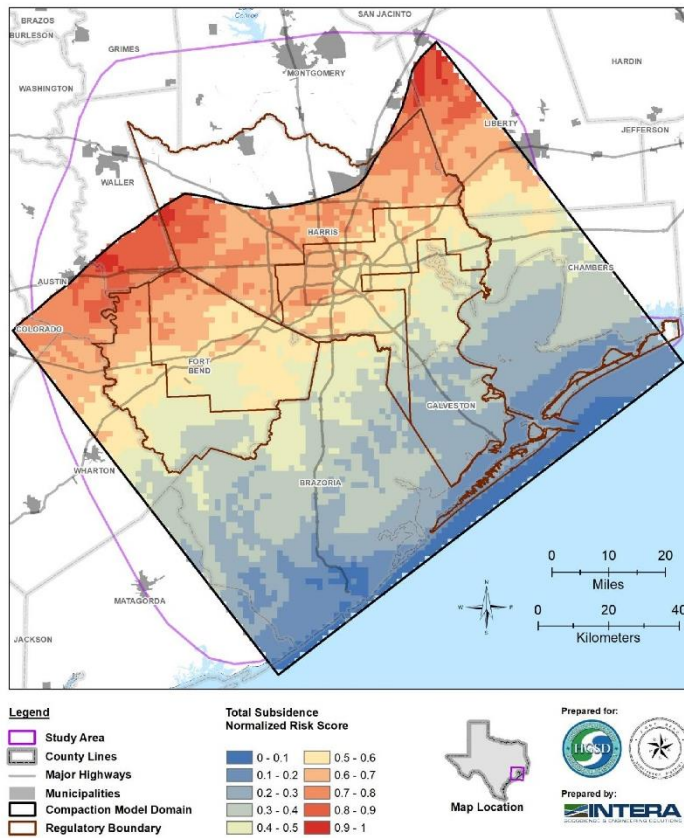 SAN JACINTO
BRAZOS
BURLESON
GRIMES
HARDIN
MONTGOMERY
WASHINGTON
LIBERTY
JEFFERSON
WALLER
HARRIS
CHAMBERS
AUSTIN
COLORADO
FORT
BEND
GALVESTON
WHARTON
BRAZORIA
MATAGORDA
JACKSON
0 10 20
Miles
N
W
S
0 20 40
Kilometers
Legend
Study Area
County Lines
Major Highways
Municipalities
Compaction Model Domain
Regulatory Boundary
Total Subsidence
Normalized Risk Score
0 - 0.1
0.1 - 0.2
0.2 - 0.3
0.3 - 0.4
0.4 - 0.5
0.5 - 0.6
0.6 - 0.7
0.7 - 0.8
0.8 - 0.9
0.9 - 1
Map Location
Prepared for:
HGSD
Prepared by:
INTERA
GEOSCIENCE & ENGINEERING SOLUTIONS